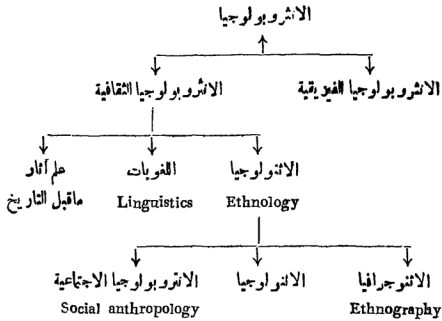 الانثروبولوجيا
الانثروبولوجيا الفيزيقية الانثروبولوجيا الثقافية
الاثنولوجيا اللغويات علم آثار
Ethnology Linguistics ماقبل التاريخ
الاثنوجرافيا الاثنولوجيا الانثروبولوجيا الاجتماعية
Ethnography Social anthropology